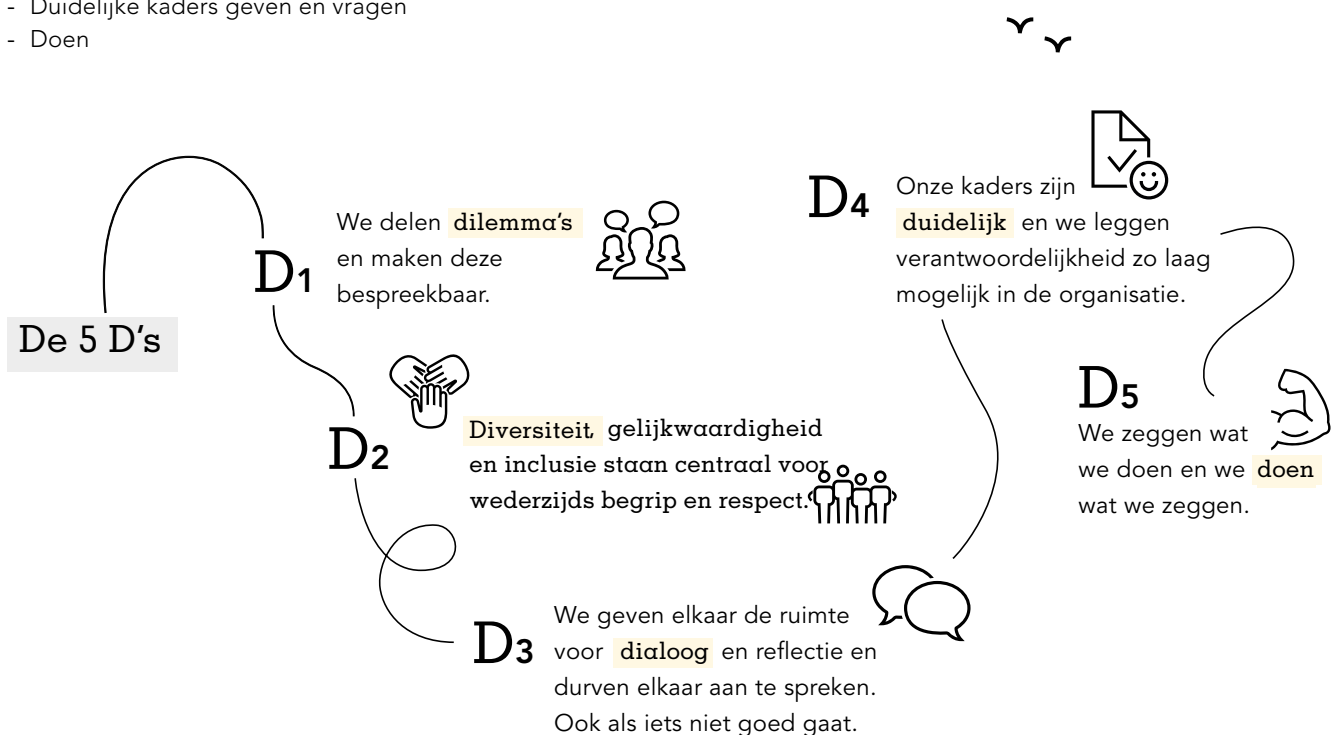 - Duidelijke kaders geven en vragen
- Doen
De 5 D's
D1
We delen dilemma's
en maken deze
bespreekbaar.
D2
Diversiteit, gelijkwaardigheid
en inclusie staan centraal voor
wederzijds begrip en respect.
D3
We geven elkaar de ruimte
voor dialoog en reflectie en
durven elkaar aan te spreken.
Ook als iets niet goed gaat.
D4
Onze kaders zijn
duidelijk en we leggen
verantwoordelijkheid zo laag
mogelijk in de organisatie.
D5
We zeggen wat
we doen en we doen
wat we zeggen.